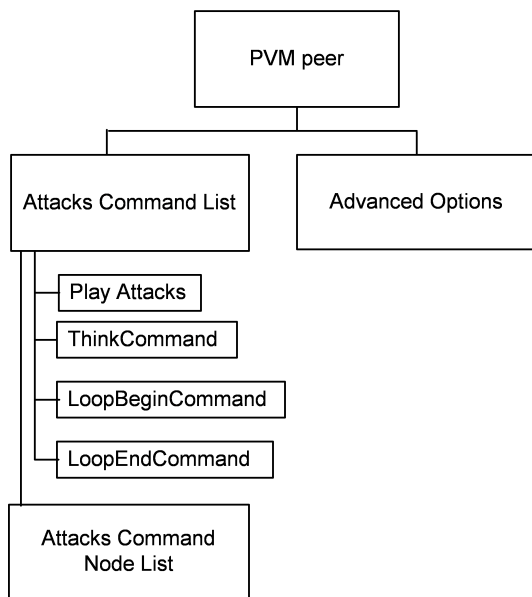 PVM peer
Attacks Command List
Advanced Options
Play Attacks
ThinkCommand
LoopBeginCommand
LoopEndCommand
Attacks Command
Node List